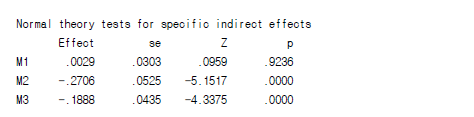 Normal theory tests for specific indirect effects
Effect se Z p
M1 .0029 .0303 .0959 .9236
M2 -.2706 .0525 -5.1517 .0000
M3 -.1888 .0435 -4.3375 .0000